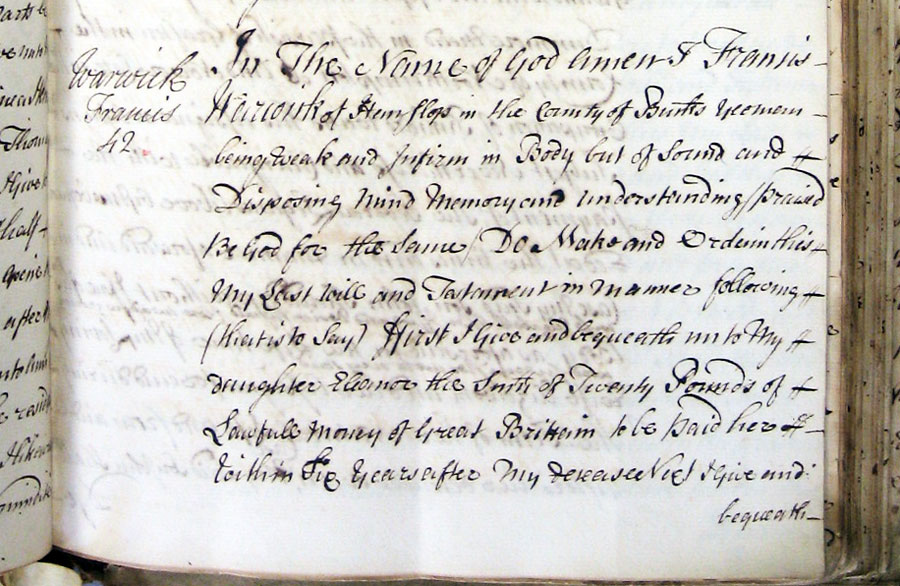 Warwick
Francis
42
In The Name of God Amen I Francis
Warwick of Hemslop in the County of Bucks Yeoman
being Weak and Infirm in Body but of Sound and
Disposing Mind Memory and understanding (praised
Be God for the Same) Do Make and Ordein this
My Last Will and Testament in manner following
(that is to Say) First I Give and bequeath unto My
daughter Eleanor the Sum of Twenty Pounds of
Lawfull Money of Great Brittain to be paid her
Within Six Years after My decease Next I Give and
bequeath